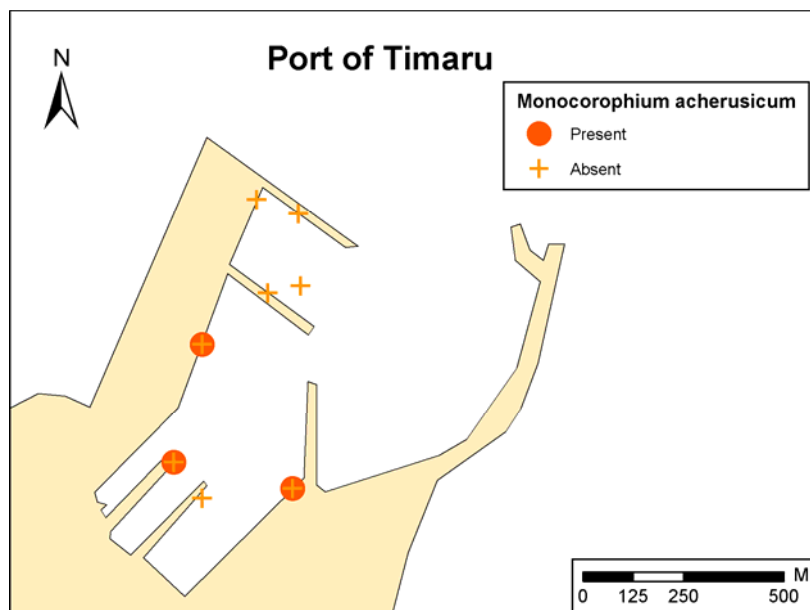 Port of Timaru
N
Monocorophium acherusicum
Present
Absent
M
0 125 250 500